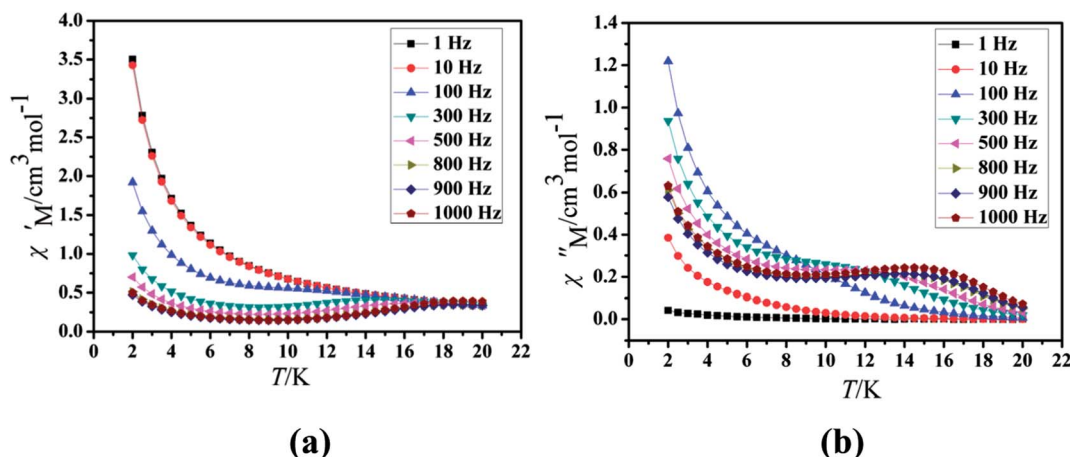 4.0
3.5
3.0
2.5
2.0
1.5
1.0
0.5
0.0
χ 'M/cm³mol⁻¹
0 2 4 6 8 10 12 14 16 18 20 22
T/K
1 Hz
10 Hz
100 Hz
300 Hz
500 Hz
800 Hz
900 Hz
1000 Hz
(a)
1.4
1.2
1.0
0.8
0.6
0.4
0.2
0.0
χ ''M/cm³mol⁻¹
0 2 4 6 8 10 12 14 16 18 20 22
T/K
1 Hz
10 Hz
100 Hz
300 Hz
500 Hz
800 Hz
900 Hz
1000 Hz
(b)